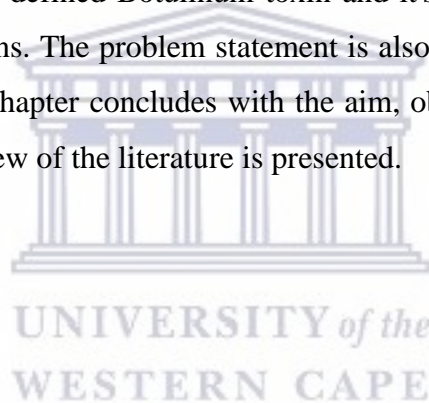 defined Botulinum toxin and it's
ns. The problem statement is also
hapter concludes with the aim, ob
ew of the literature is presented.
UNIVERSITY of the
WESTERN CAPE